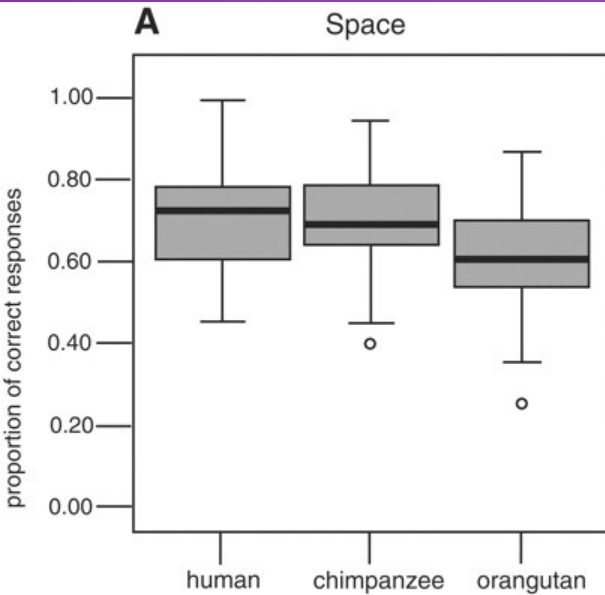 A
Space
proportion of correct responses
1.00
0.80
0.60
0.40
0.20
0.00
human chimpanzee orangutan